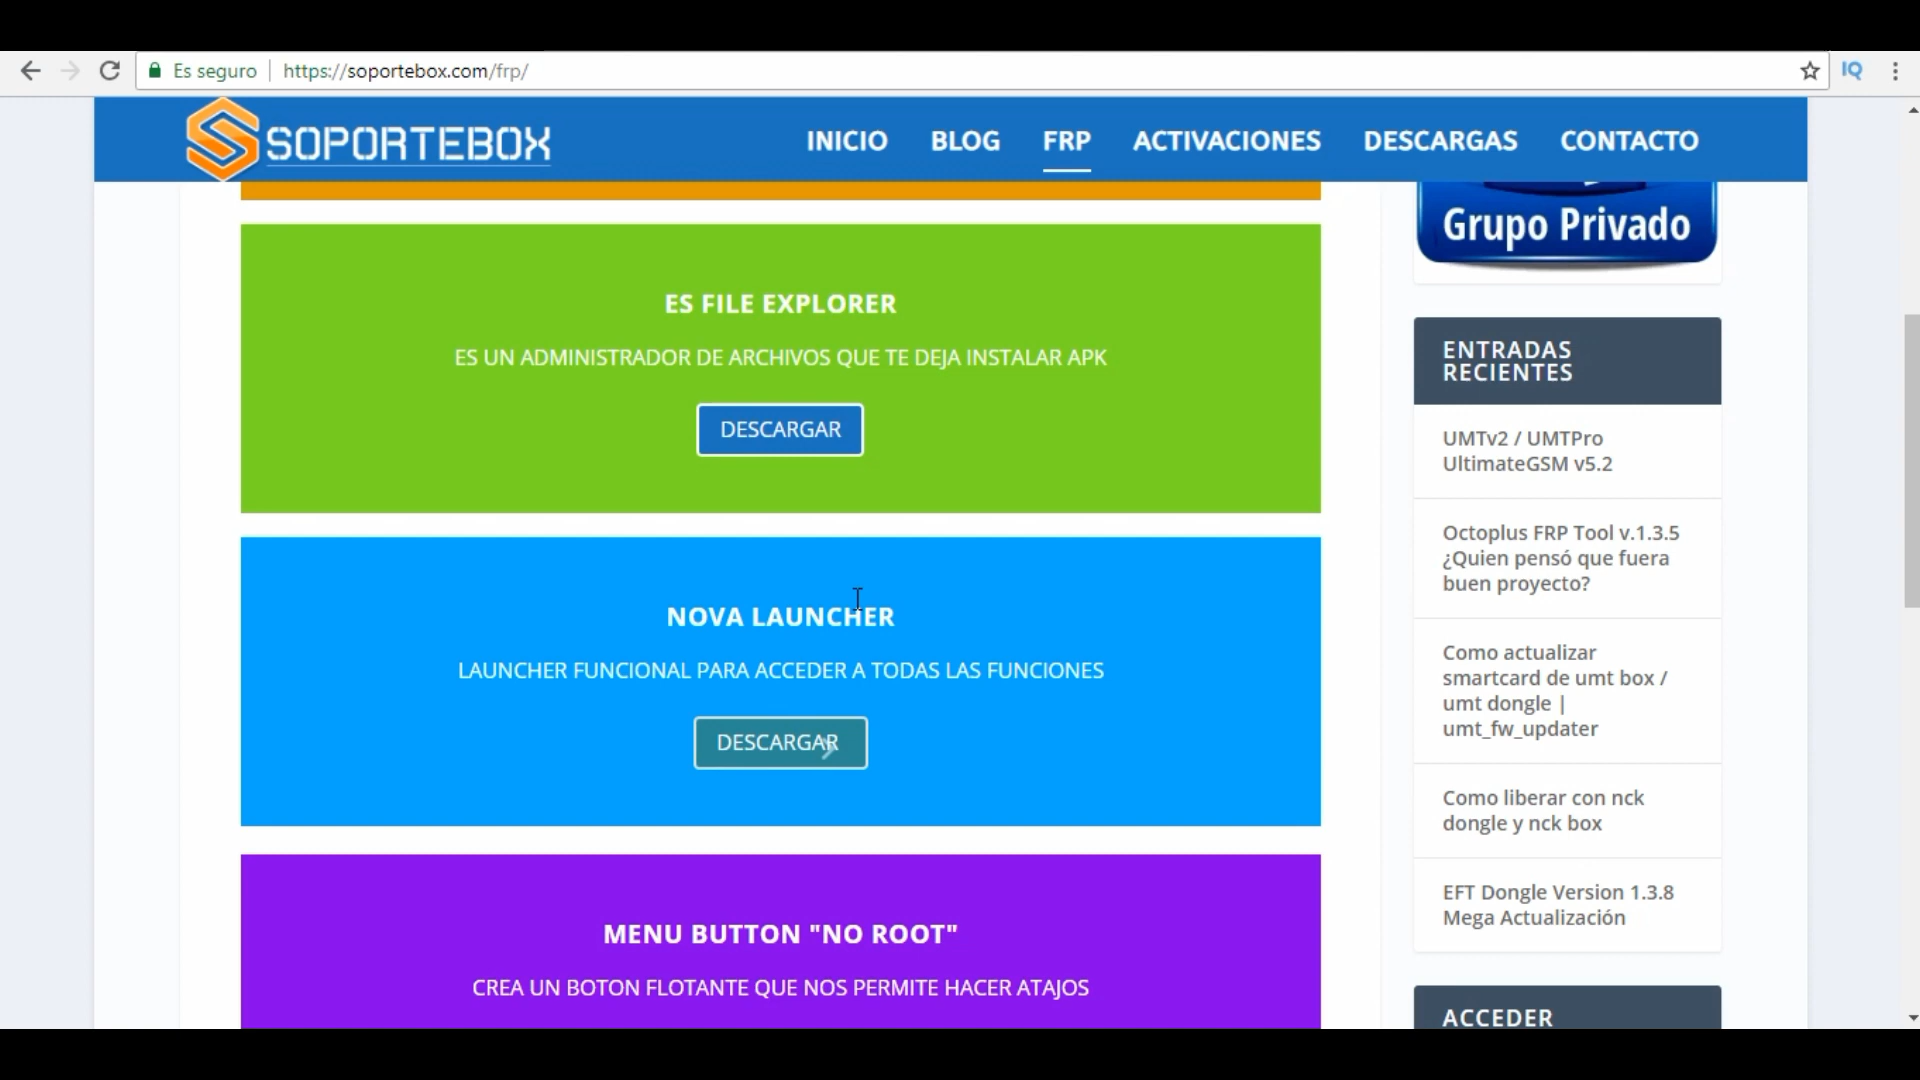 Es seguro
https://soportebox.com/frp/
IQ
SOPORTEBOX
INICIO
BLOG
FRP
ACTIVACIONES
DESCARGAS
CONTACTO
ES FILE EXPLORER
ES UN ADMINISTRADOR DE ARCHIVOS QUE TE DEJA INSTALAR APK
DESCARGAR
NOVA LAUNCHER
LAUNCHER FUNCIONAL PARA ACCEDER A TODAS LAS FUNCIONES
DESCARGAR
MENU BUTTON "NO ROOT"
CREA UN BOTON FLOTANTE QUE NOS PERMITE HACER ATAJOS
Grupo Privado
ENTRADAS
RECIENTES
UMTv2 / UMTPro
UltimateGSM v5.2
Octoplus FRP Tool v.1.3.5
¿Quien pensó que fuera
buen proyecto?
Como actualizar
smartcard de umt box /
umt dongle |
umt_fw_updater
Como liberar con nck
dongle y nck box
EFT Dongle Version 1.3.8
Mega Actualización
ACCEDER